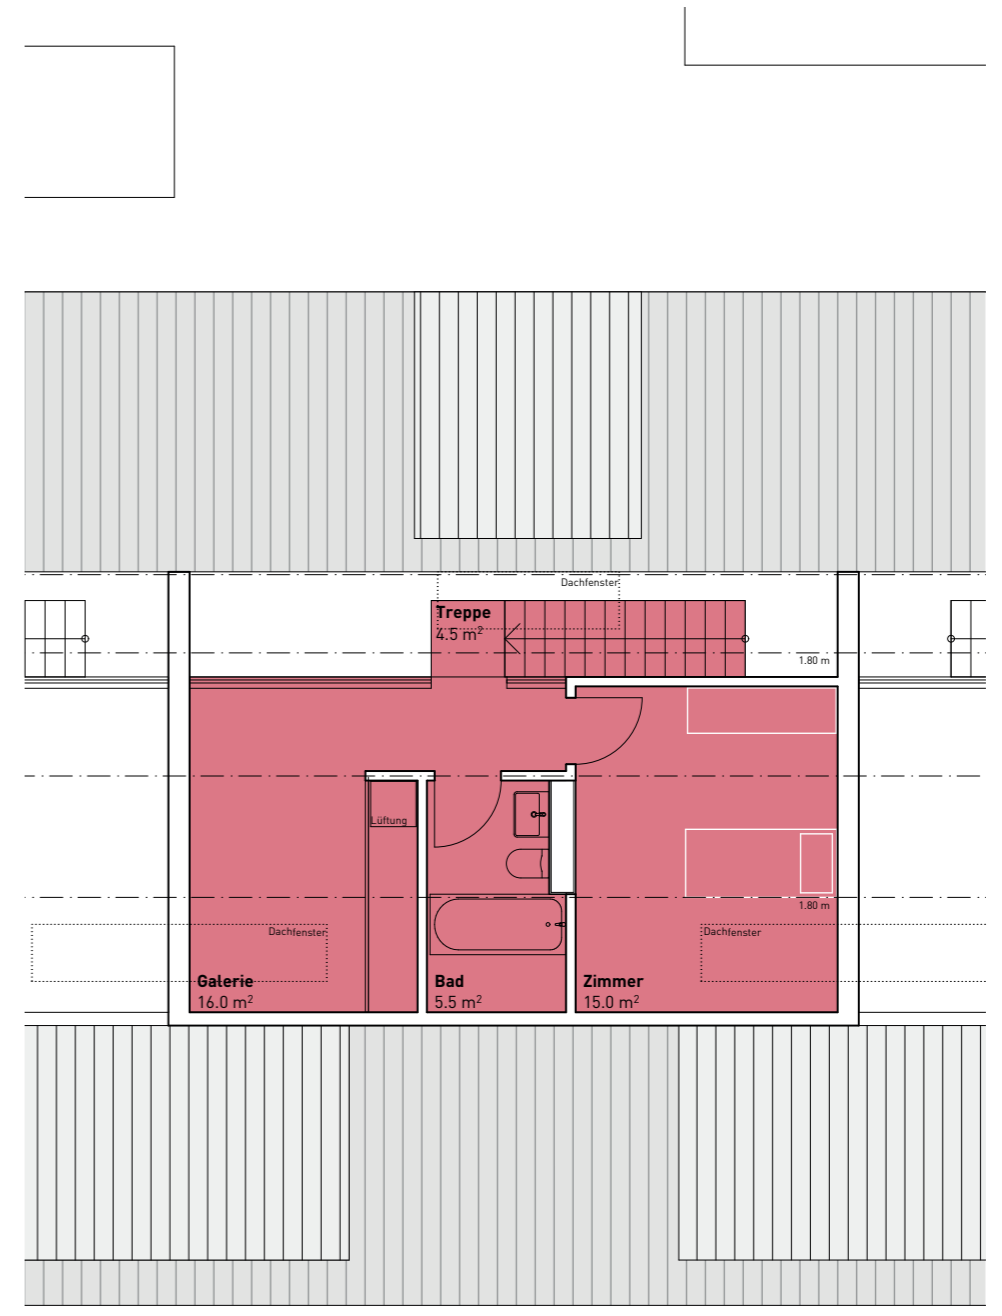 Dachfenster
Treppe
4.5 m²
1.80 m
Lüftung
1.80 m
Dachfenster
Dachfenster
Galerie
16.0 m²
Bad
5.5 m²
Zimmer
15.0 m²